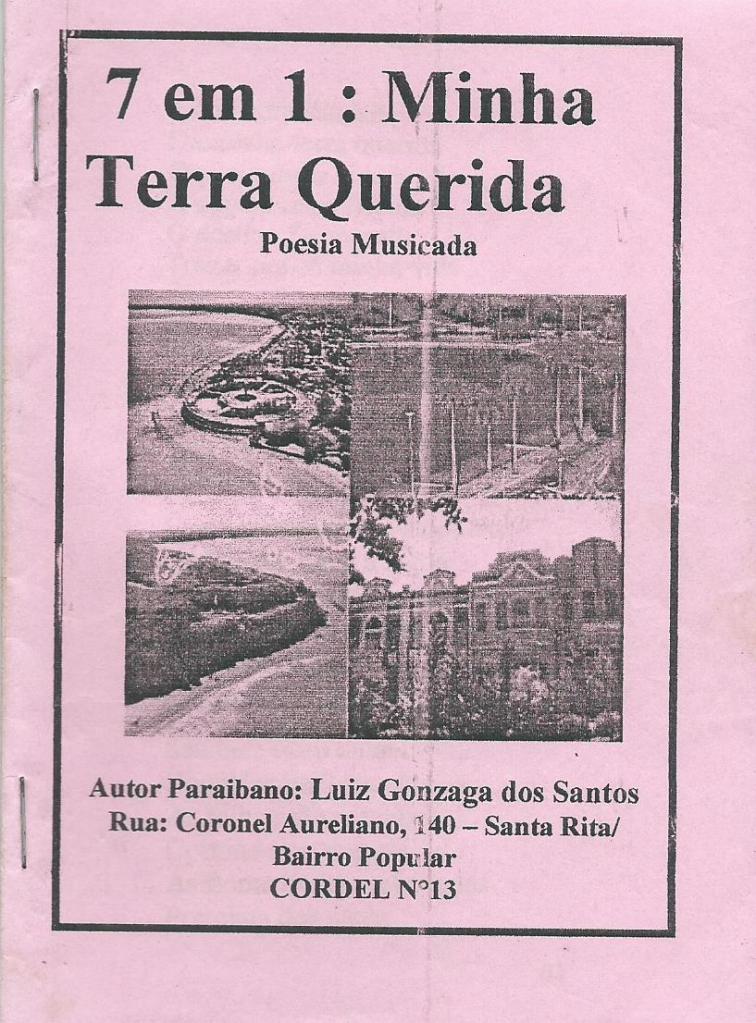 7 em 1 : Minha
Terra Querida
Poesia Musicada
Autor Paraibano: Luiz Gonzaga dos Santos
Rua: Coronel Aureliano, 140 – Santa Rita/
Bairro Popular
CORDEL N°13